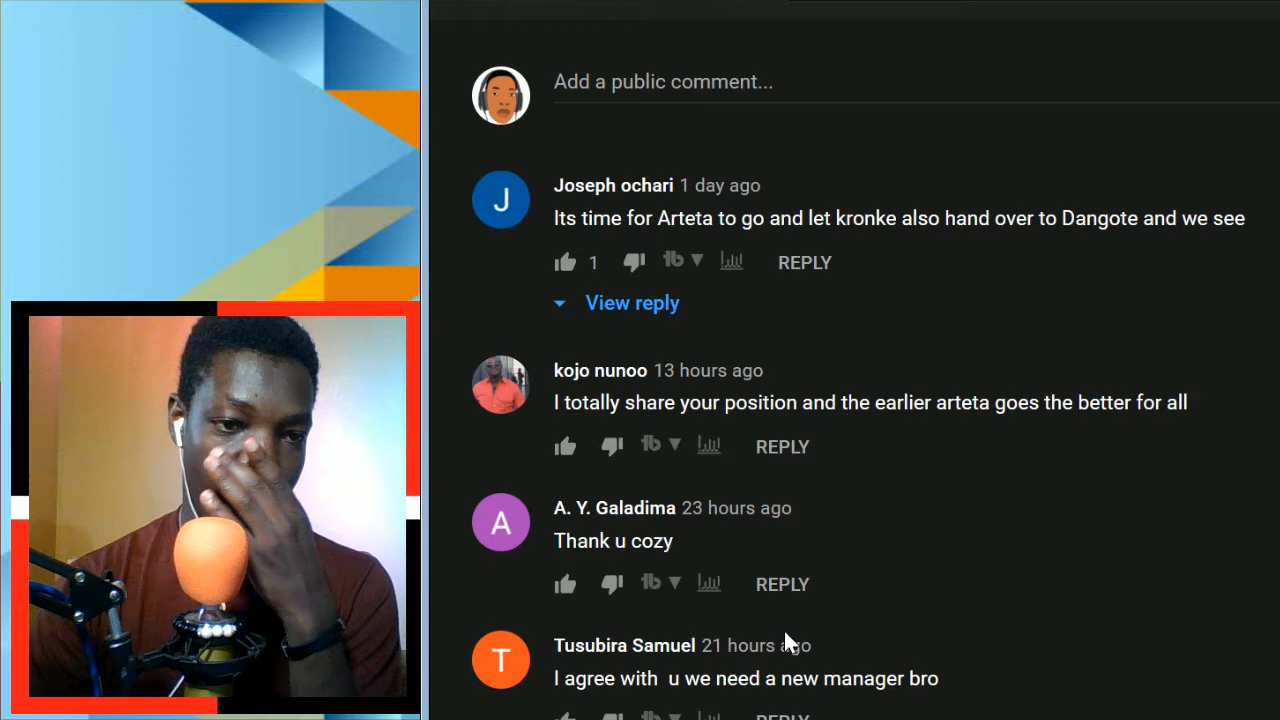 Add a public comment...
J
Joseph ochari 1 day ago
Its time for Arteta to go and let kronke also hand over to Dangote and we see
1
REPLY
View reply
kojo nunoo 13 hours ago
I totally share your position and the earlier arteta goes the better for all
REPLY
A
A. Y. Galadima 23 hours ago
Thank u cozy
REPLY
T
Tusubira Samuel 21 hours ago
I agree with u we need a new manager bro
REPLY